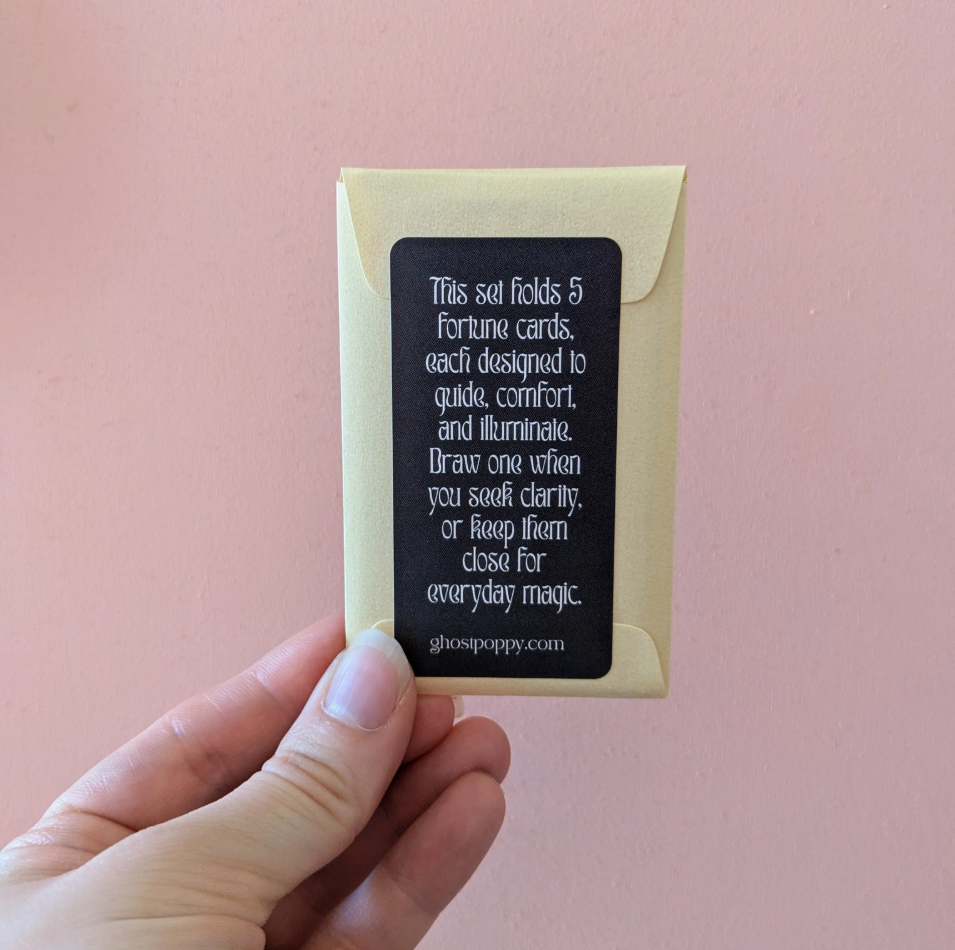 This set holds 5
fortune cards,
each designed to
guide, comfort,
and illuminate.
Draw one when
you seek clarity,
or keep them
close for
everyday magic.
ghostpoppy.com